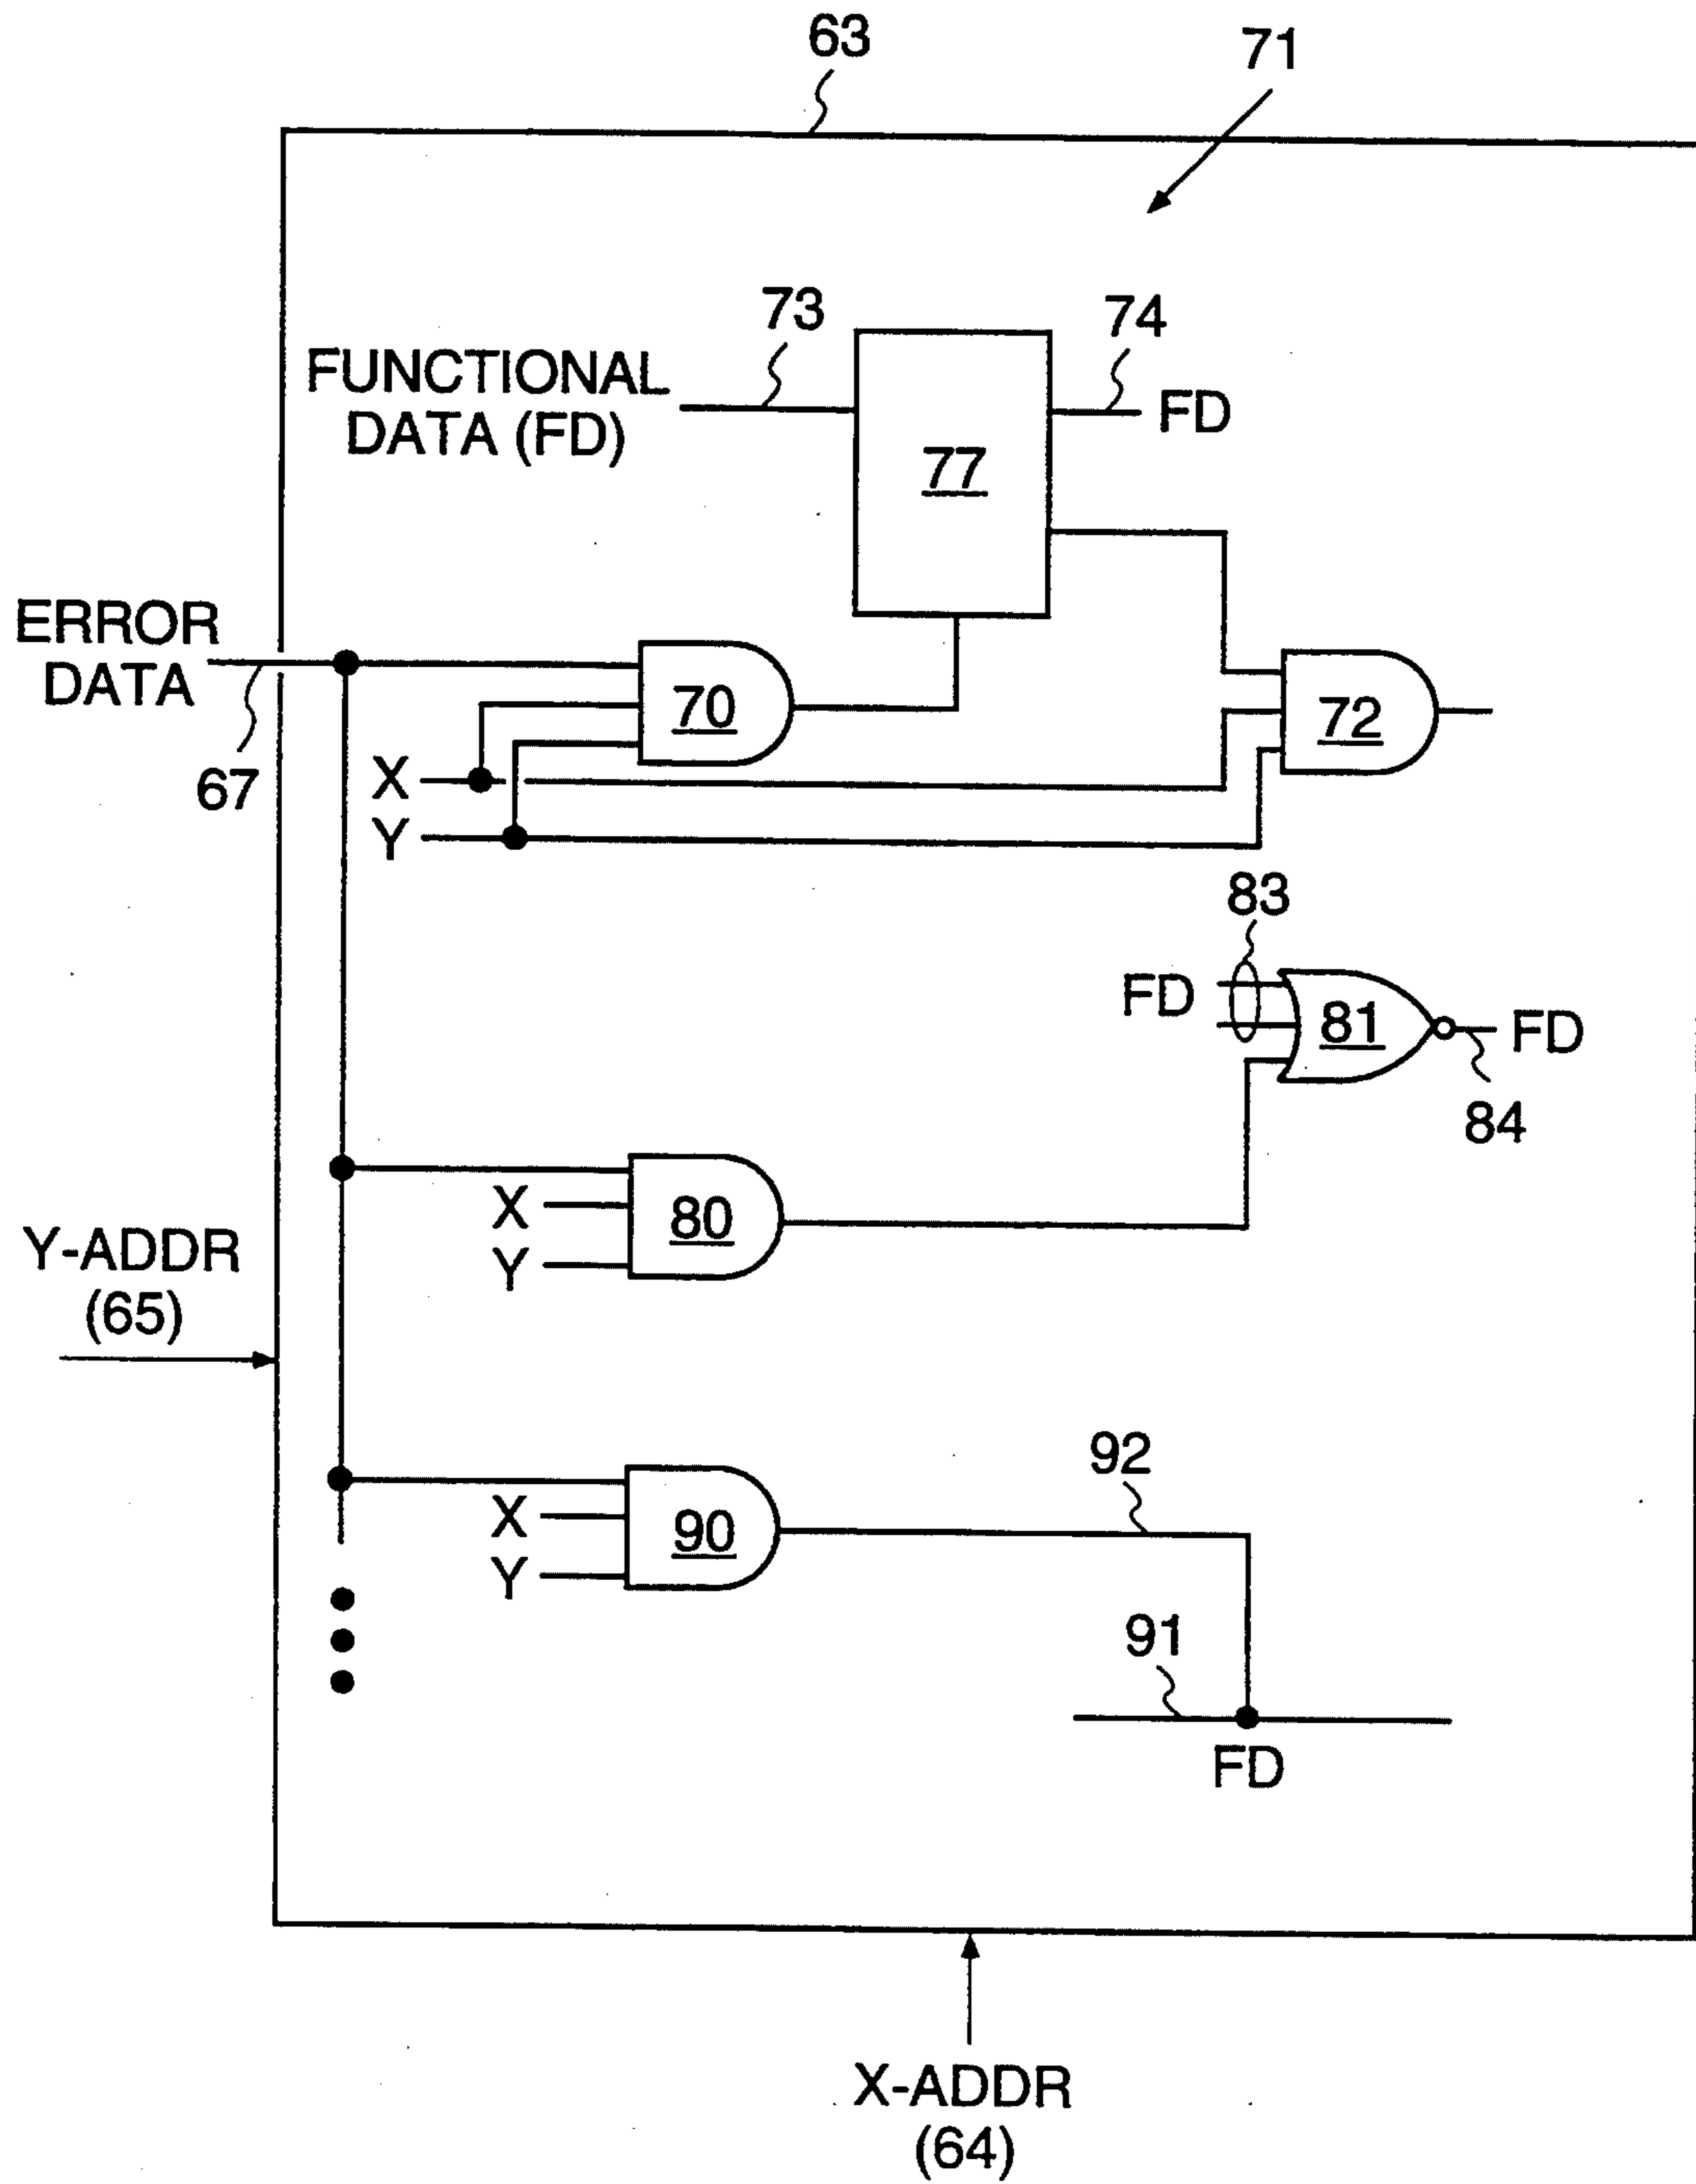 63
71
73
74
FUNCTIONAL
DATA (FD)
FD
77
ERROR
DATA
70
72
67
X
Y
83
FD
81
FD
84
X
80
Y
Y-ADDR
(65)
92
X
90
Y
91
FD
X-ADDR
(64)